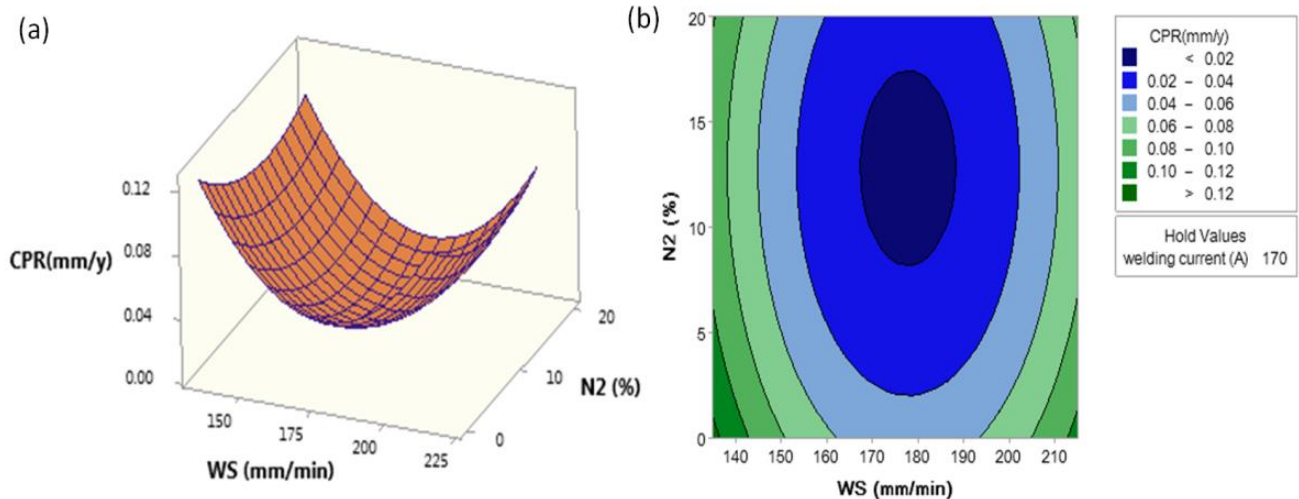 (a)
0.12
0.08
0.04
0.00
CPR(mm/y)
150
175
200
225
WS (mm/min)
0
10
20
N2 (%)
(b)
20
15
10
5
0
N2 (%)
140 150 160 170 180 190 200 210
WS (mm/min)
CPR(mm/y)
< 0.02
0.02 – 0.04
0.04 – 0.06
0.06 – 0.08
0.08 – 0.10
0.10 – 0.12
> 0.12
Hold Values
welding current (A) 170